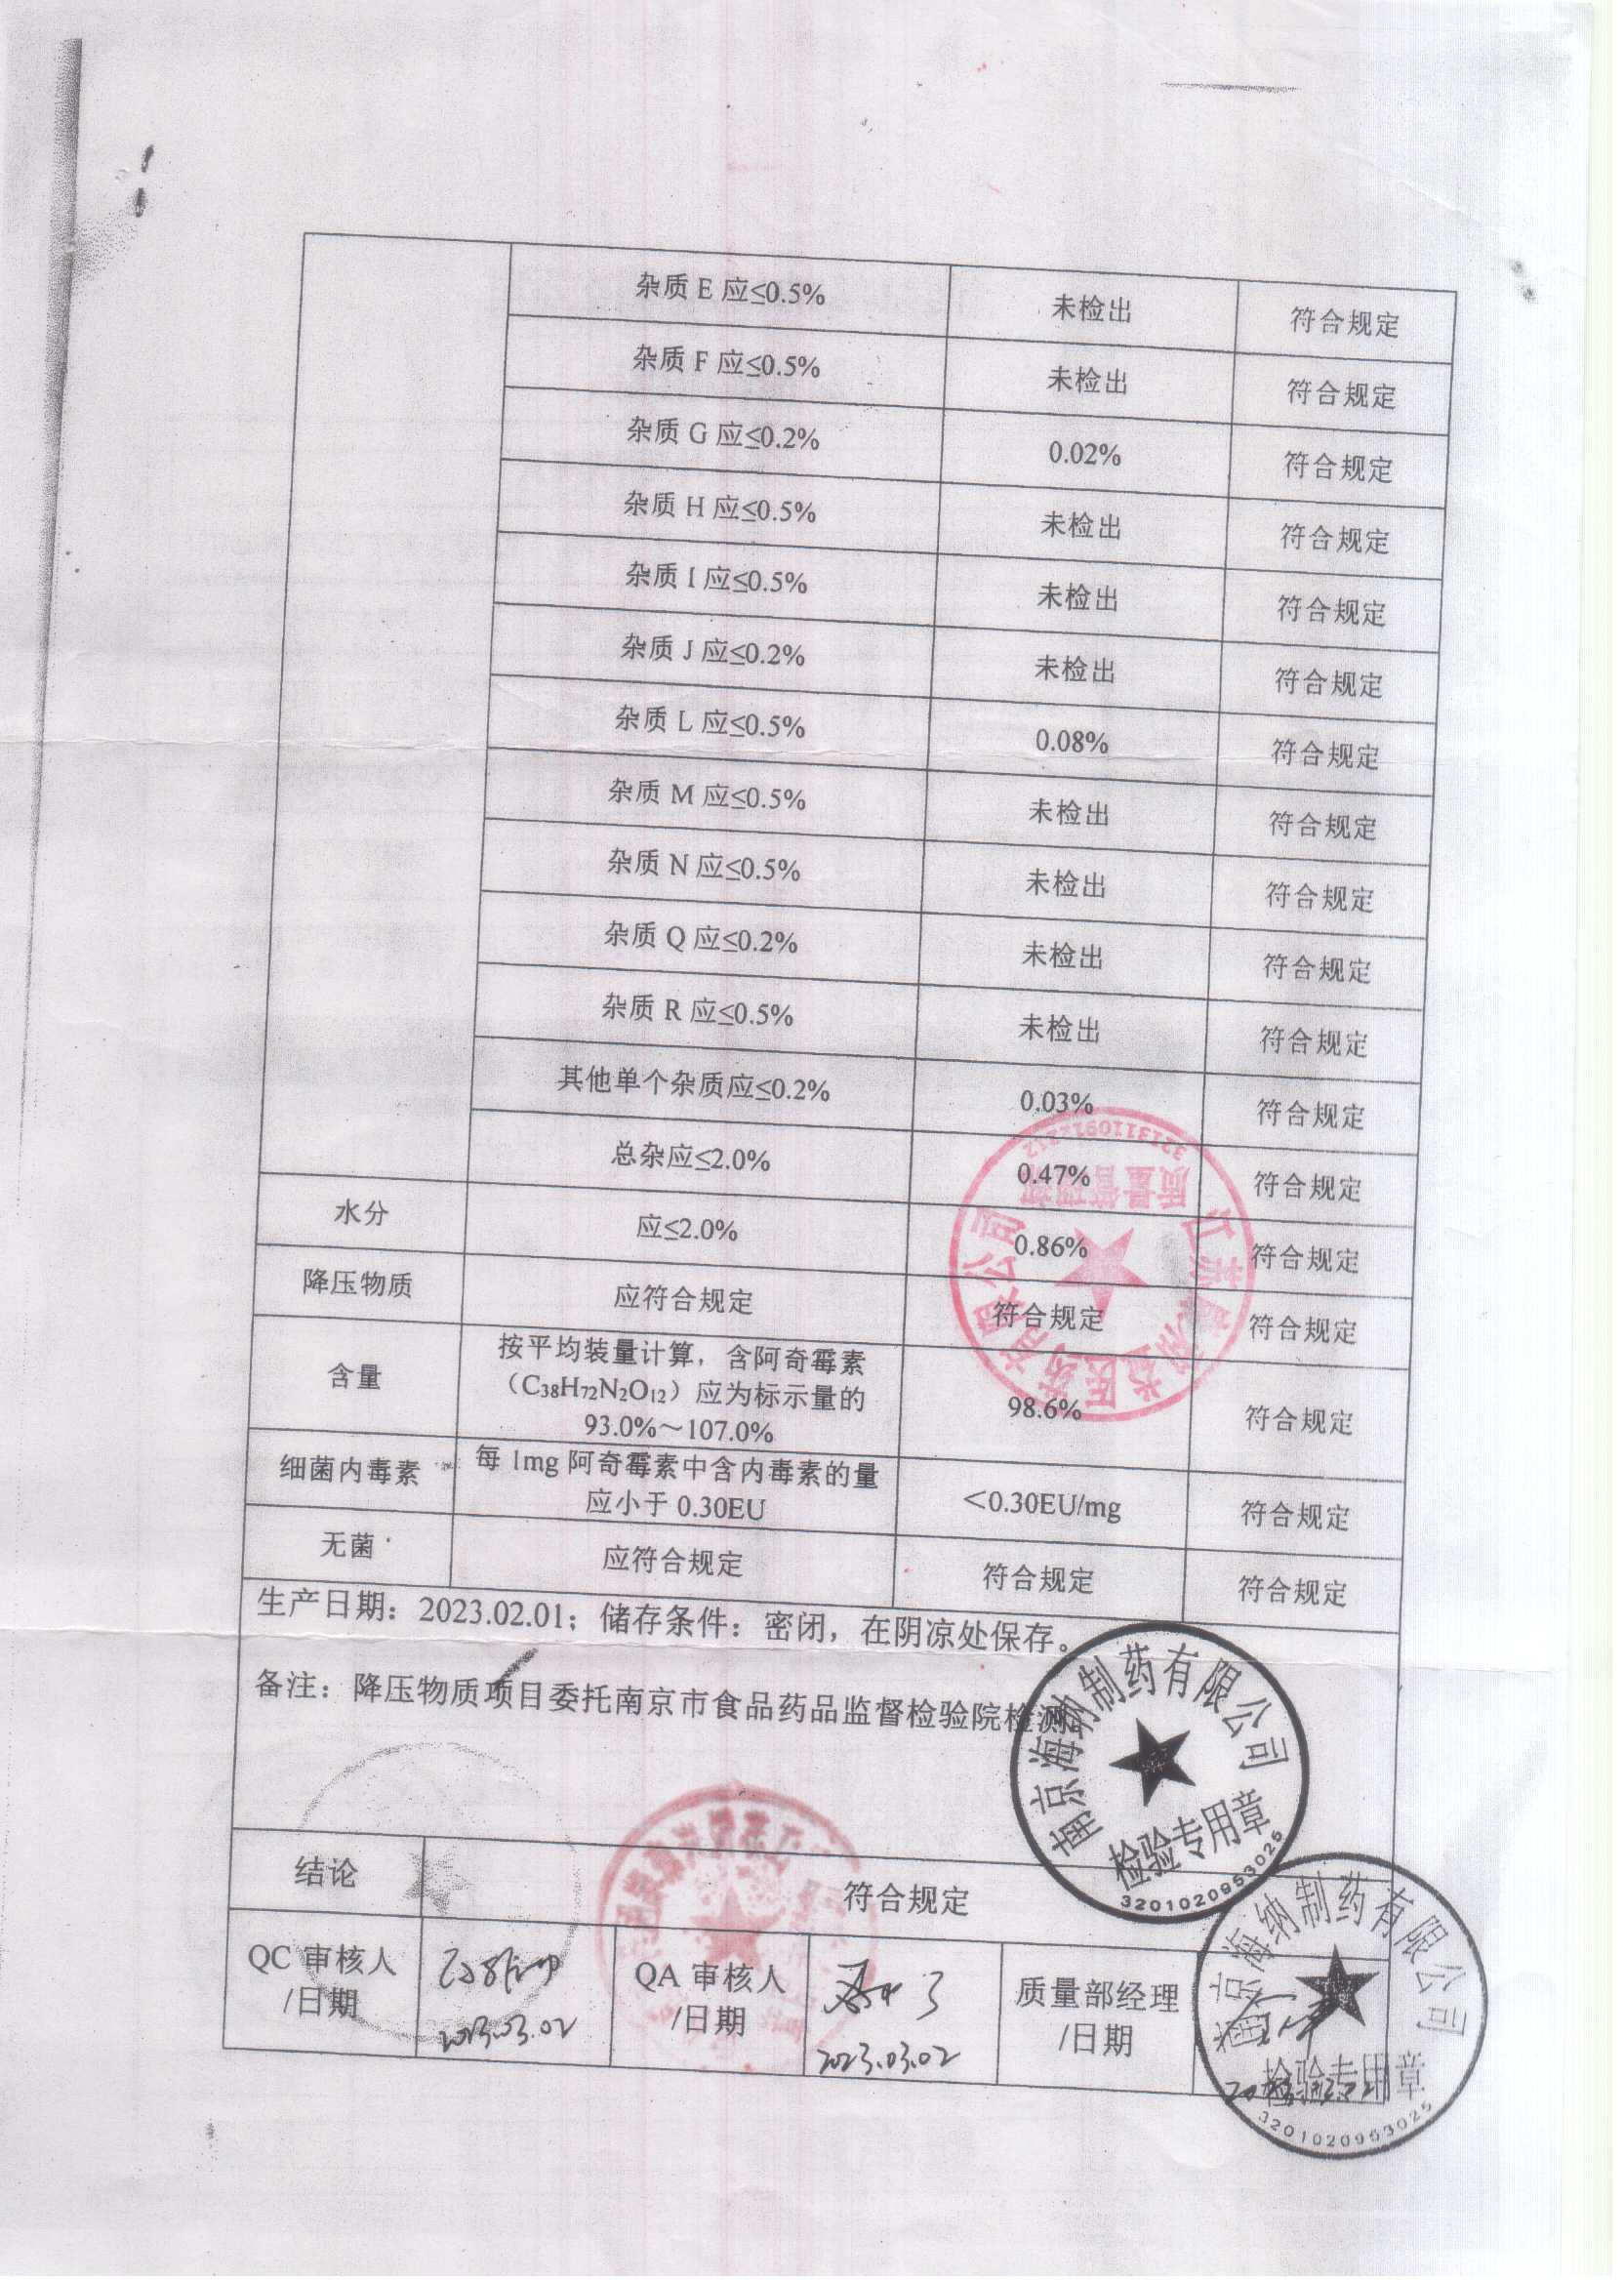 杂质 E 应≤0.5% 未检出 符合规定
杂质 F 应≤0.5% 未检出 符合规定
杂质 G 应≤0.2% 0.02% 符合规定
杂质 H 应≤0.5% 未检出 符合规定
杂质 I 应≤0.5% 未检出 符合规定
杂质 J 应≤0.2% 未检出 符合规定
杂质 L 应≤0.5% 0.08% 符合规定
杂质 M 应≤0.5% 未检出 符合规定
杂质 N 应≤0.5% 未检出 符合规定
杂质 Q 应≤0.2% 未检出 符合规定
杂质 R 应≤0.5% 未检出 符合规定
其他单个杂质应≤0.2% 0.03% 符合规定
总杂应≤2.0% 0.47% 符合规定
水分 应≤2.0% 0.86% 符合规定
降压物质 应符合规定 符合规定 符合规定
含量
按平均装量计算，含阿奇霉素
（C38H72N2O12）应为标示量的
93.0%～107.0%
98.6% 符合规定
细菌内毒素
每 1mg 阿奇霉素中含内毒素的量
应小于 0.30EU
＜0.30EU/mg 符合规定
无菌 应符合规定 符合规定 符合规定
生产日期：2023.02.01；储存条件：密闭，在阴凉处保存。
备注：降压物质项目委托南京市食品药品监督检验院检测
南京海纳制药有限公司
检验专用章
3201020953025
结论 符合规定
QC 审核人
/日期
2023.03.02
QA 审核人
/日期
2023.03.02
质量部经理
/日期
南京海纳制药有限公司
检验专用章
3201020953025
质量管理部